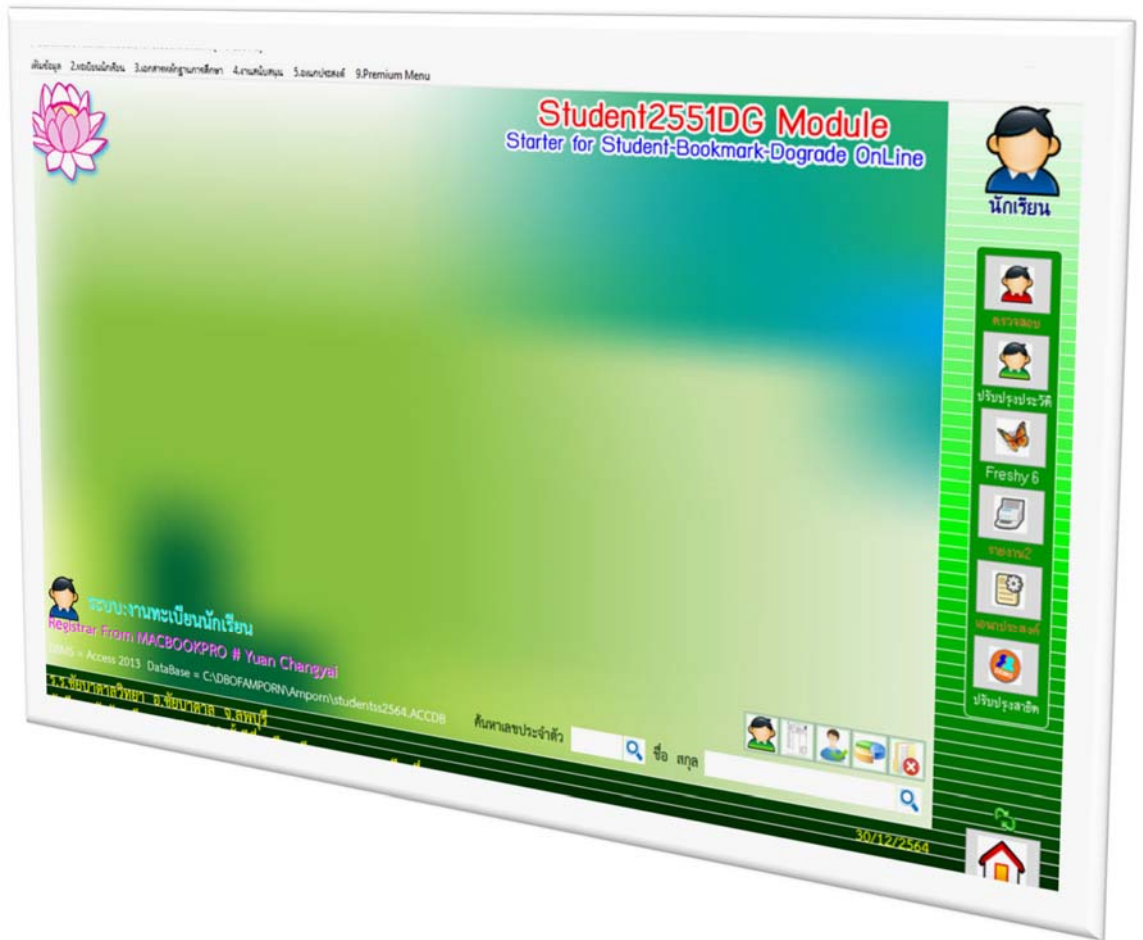 2.ทะเบียนนักเรียน 3.เอกสารหลักฐานการศึกษา 4.งานสนับสนุน 5.อเนกประสงค์ 9.Premium Menu
Student2551DG Module
Starter for Student-Bookmark-Dograde OnLine
นักเรียน
ตรวจสอบ
ปรับปรุงประวัติ
Freshy 6
รายงาน2
เอนกประสงค์
ปรับปรุงสาธิต
ระบบ:งานทะเบียนนักเรียน
Registrar From MACBOOKPRO # Yuan Changyai
= Access 2013 DataBase = C:\DBOFAMPORN\Amporn\studentss2564.ACCDB
ร.ร.ชัยบาดาลวิทยา อ.ชัยบาดาล จ.ลพบุรี
ค้นหาเลขประจำตัว ชื่อ สกุล
30/12/2564